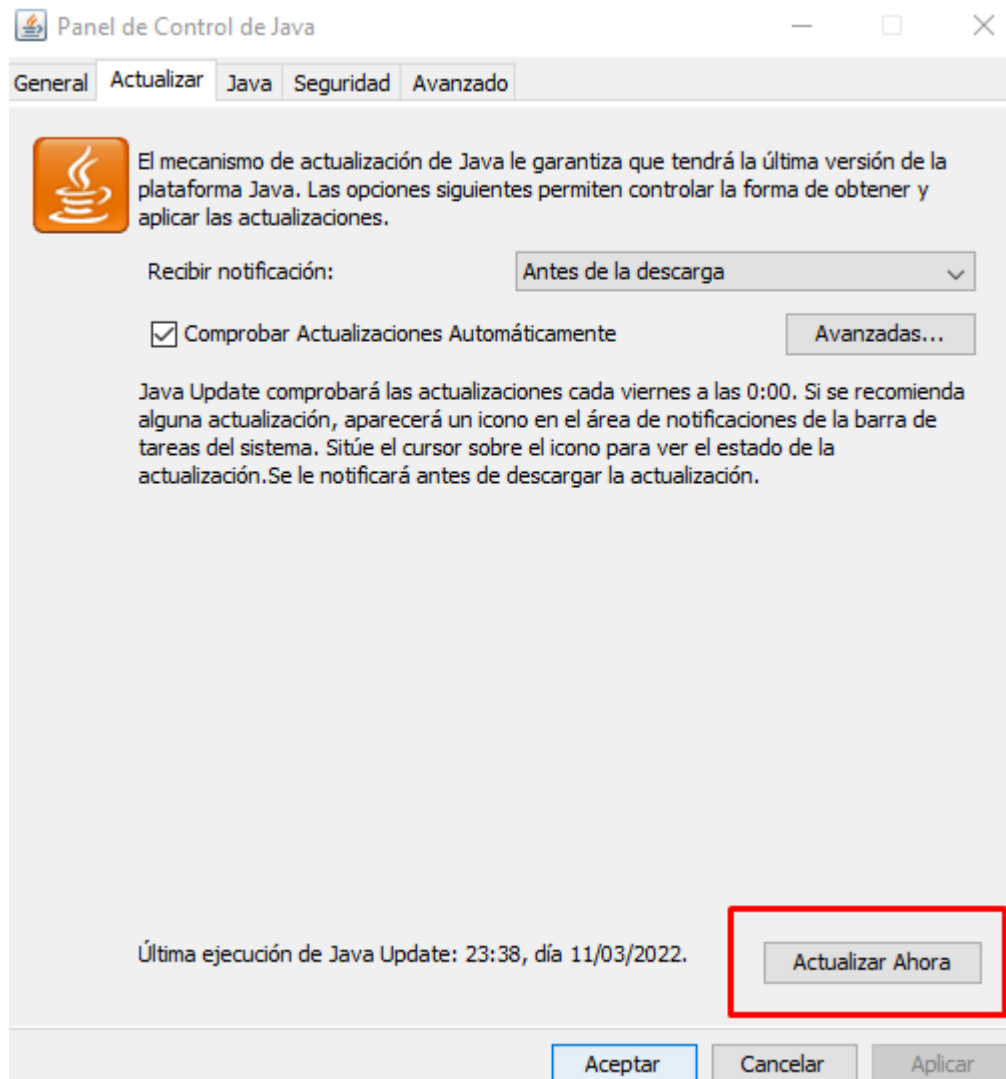 Panel de Control de Java
General Actualizar Java Seguridad Avanzado
El mecanismo de actualización de Java le garantiza que tendrá la última versión de la
plataforma Java. Las opciones siguientes permiten controlar la forma de obtener y
aplicar las actualizaciones.
Recibir notificación: Antes de la descarga
Comprobar Actualizaciones Automáticamente Avanzadas...
Java Update comprobará las actualizaciones cada viernes a las 0:00. Si se recomienda
alguna actualización, aparecerá un icono en el área de notificaciones de la barra de
tareas del sistema. Sitúe el cursor sobre el icono para ver el estado de la
actualización.Se le notificará antes de descargar la actualización.
Última ejecución de Java Update: 23:38, día 11/03/2022. Actualizar Ahora
Aceptar Cancelar Aplicar